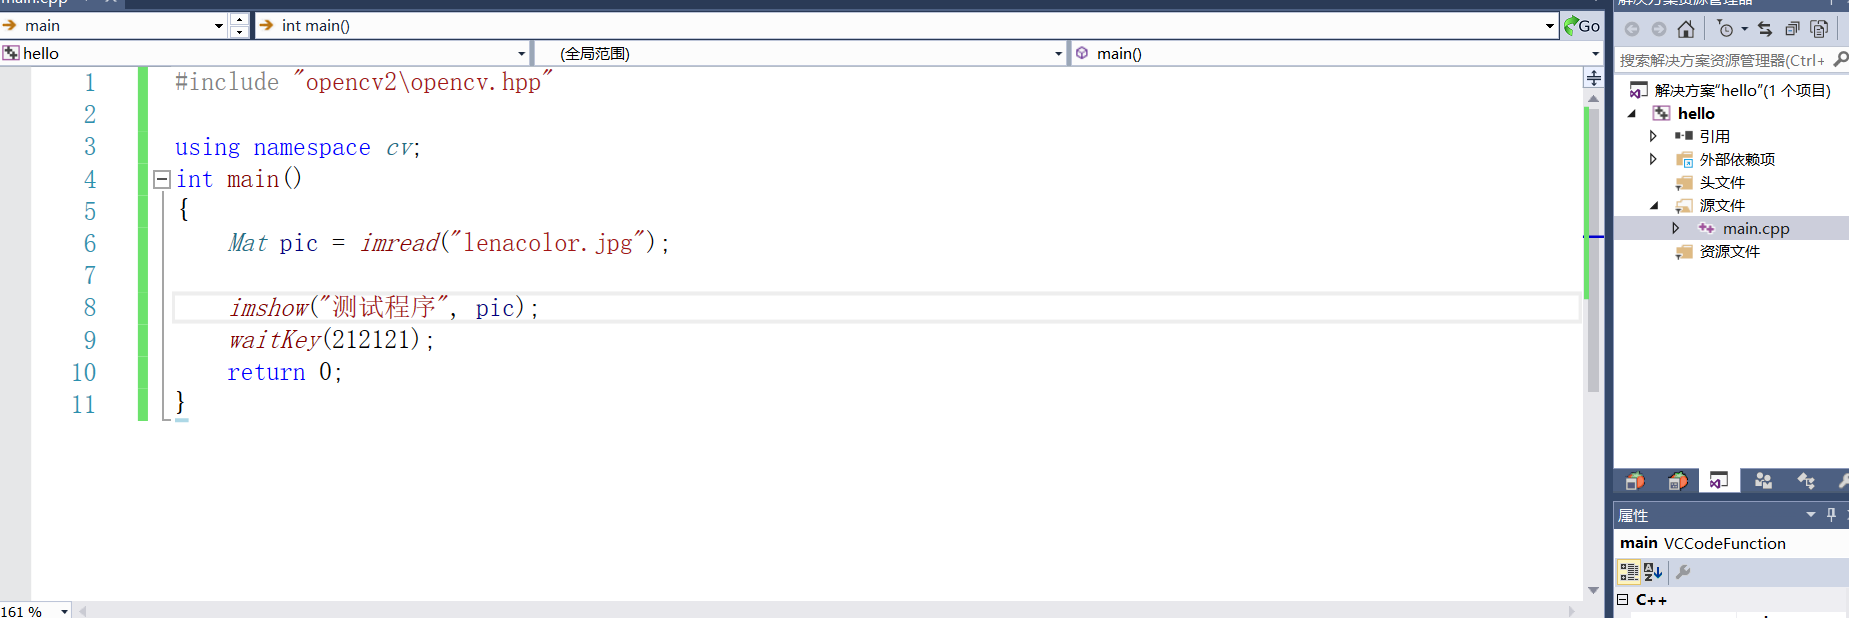 main.cpp
解决方案资源管理器
main
int main()
Go
hello
(全局范围)
main()
搜索解决方案资源管理器(Ctrl+
1 #include "opencv2\opencv.hpp"
2
3 using namespace cv;
4 int main()
5 {
6 Mat pic = imread("lenacolor.jpg");
7
8 imshow("测试程序", pic);
9 waitKey(212121);
10 return 0;
11 }
161 %
解决方案"hello"(1 个项目)
hello
引用
外部依赖项
头文件
源文件
main.cpp
资源文件
属性
main VCCodeFunction
C++